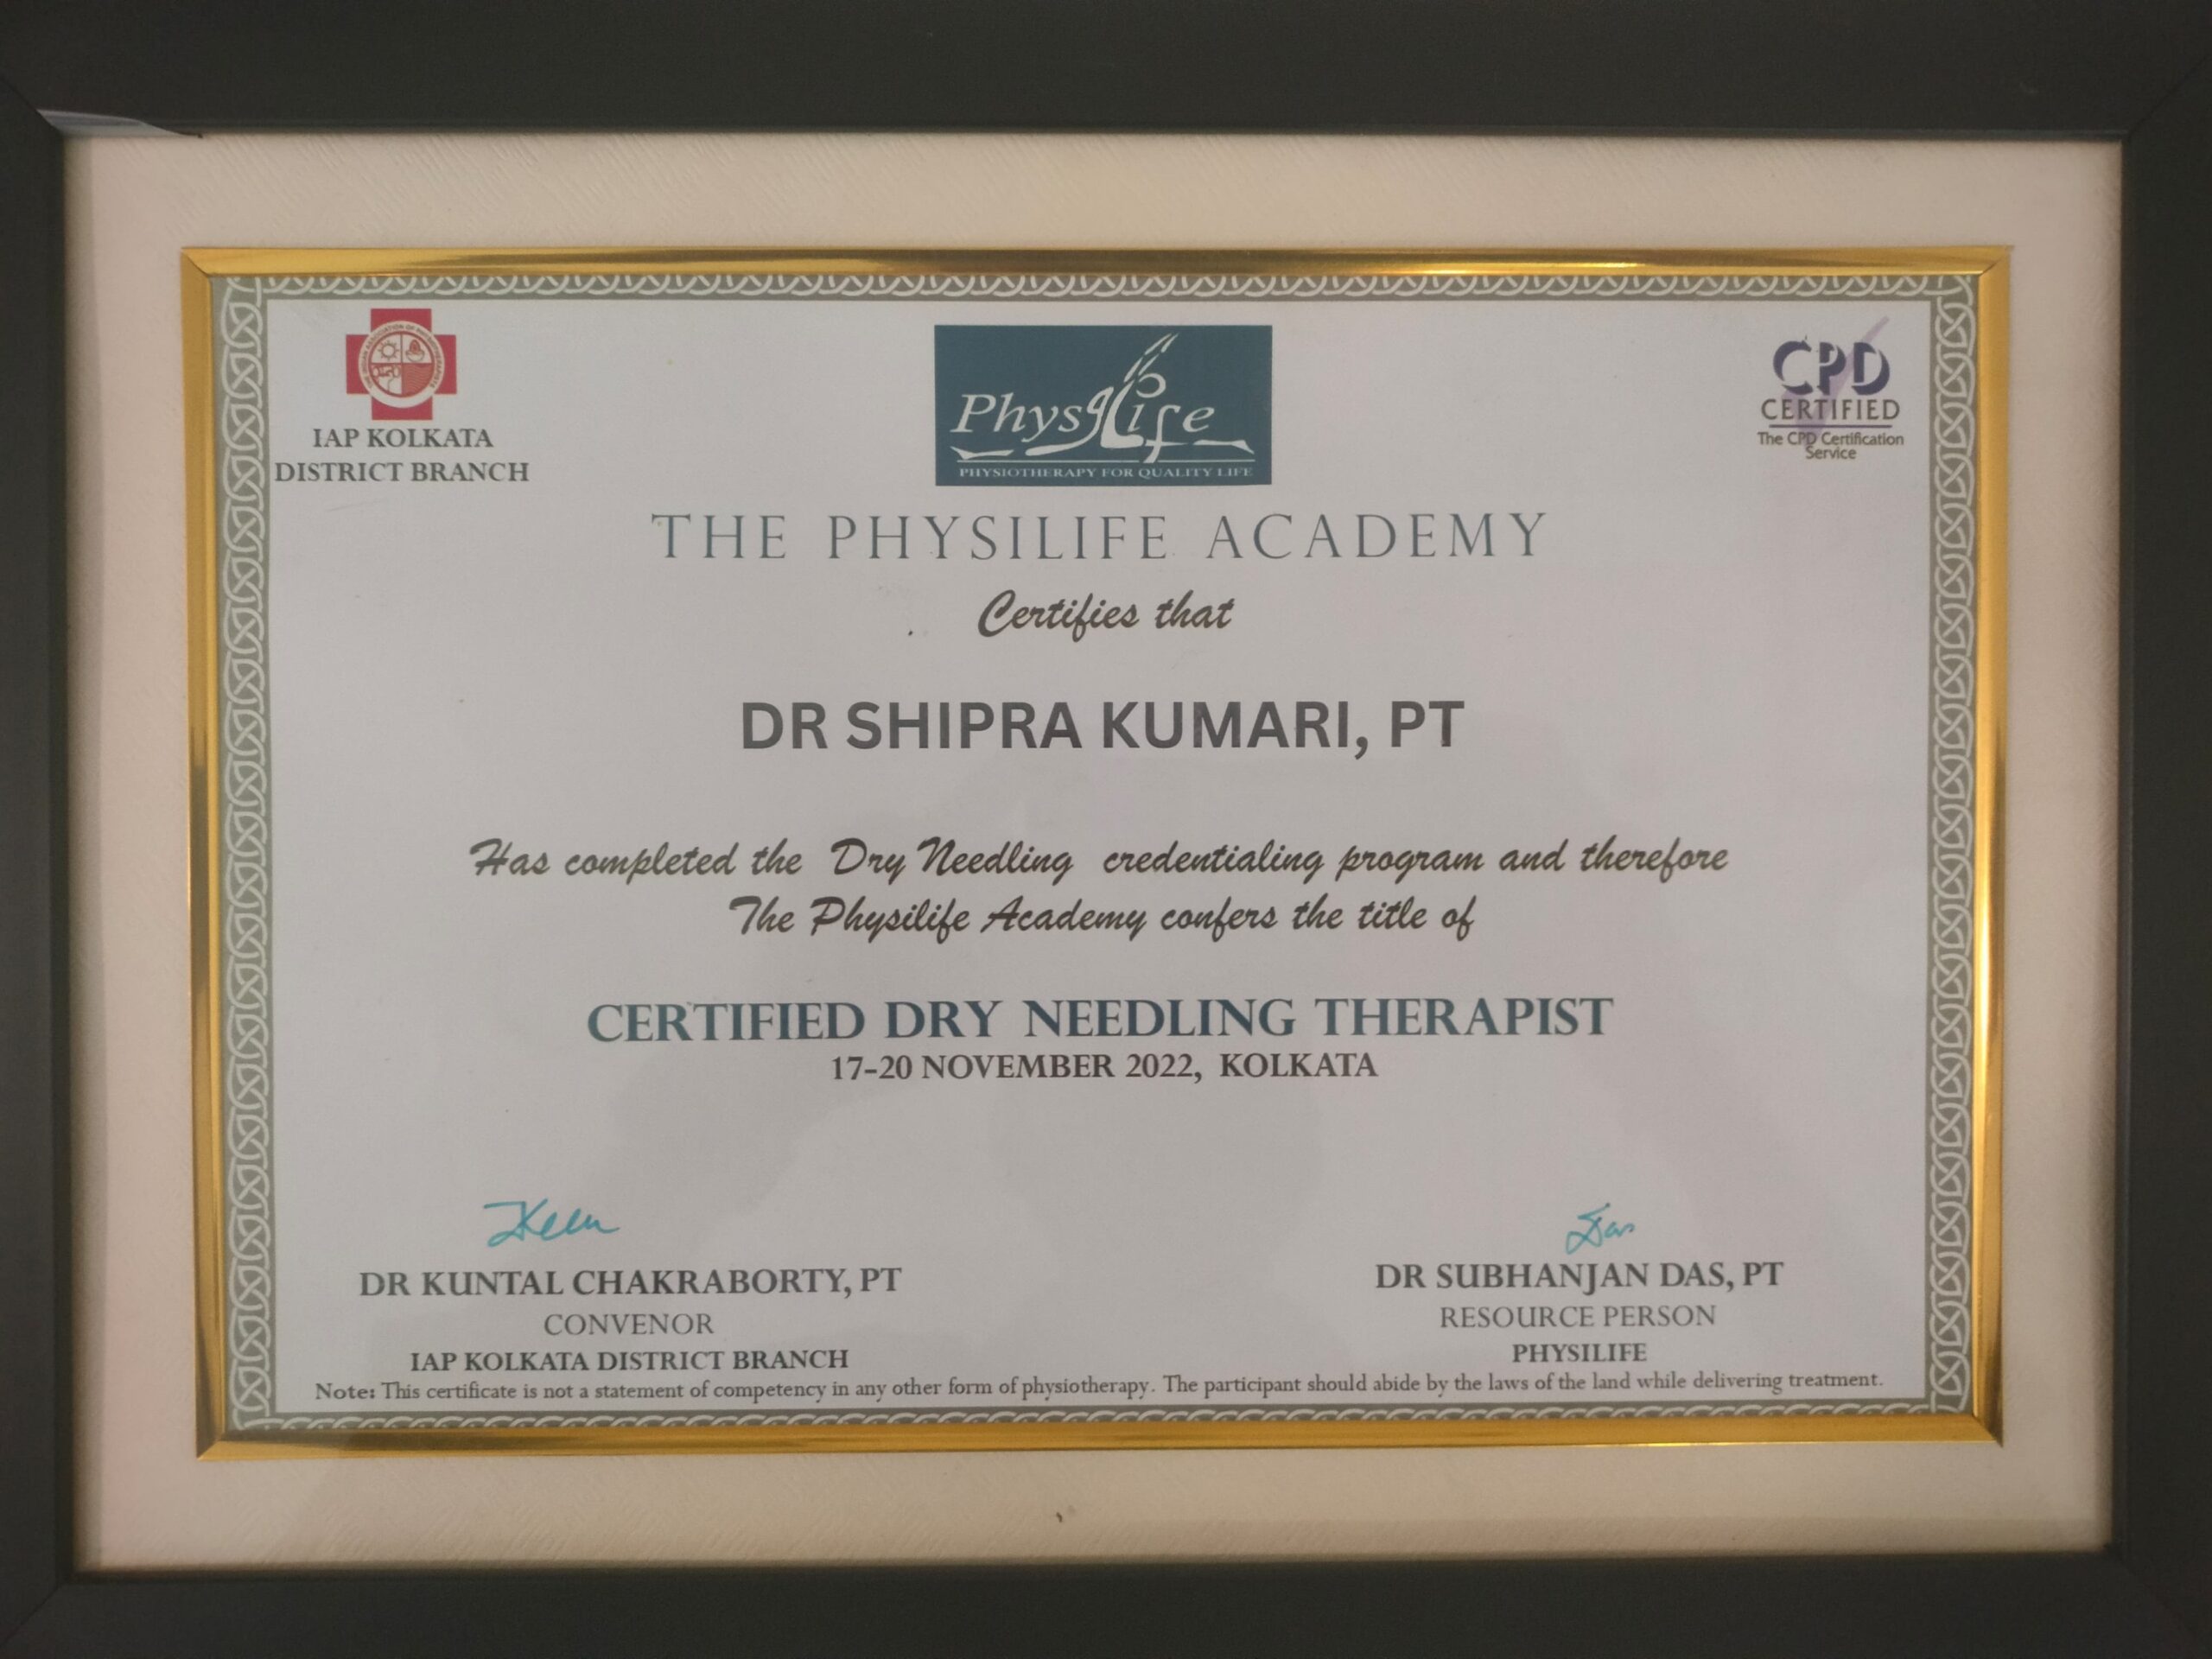 IAP KOLKATA
DISTRICT BRANCH
PhysiLife
PHYSIOTHERAPY FOR QUALITY LIFE
CPD
CERTIFIED
The CPD Certification
Service
THE PHYSILIFE ACADEMY
Certifies that
DR SHIPRA KUMARI, PT
Has completed the Dry Needling credentialing program and therefore
The Physilife Academy confers the title of
CERTIFIED DRY NEEDLING THERAPIST
17-20 NOVEMBER 2022, KOLKATA
DR KUNTAL CHAKRABORTY, PT
CONVENOR
IAP KOLKATA DISTRICT BRANCH
DR SUBHANJAN DAS, PT
RESOURCE PERSON
PHYSILIFE
Note: This certificate is not a statement of competency in any other form of physiotherapy. The participant should abide by the laws of the land while delivering treatment.